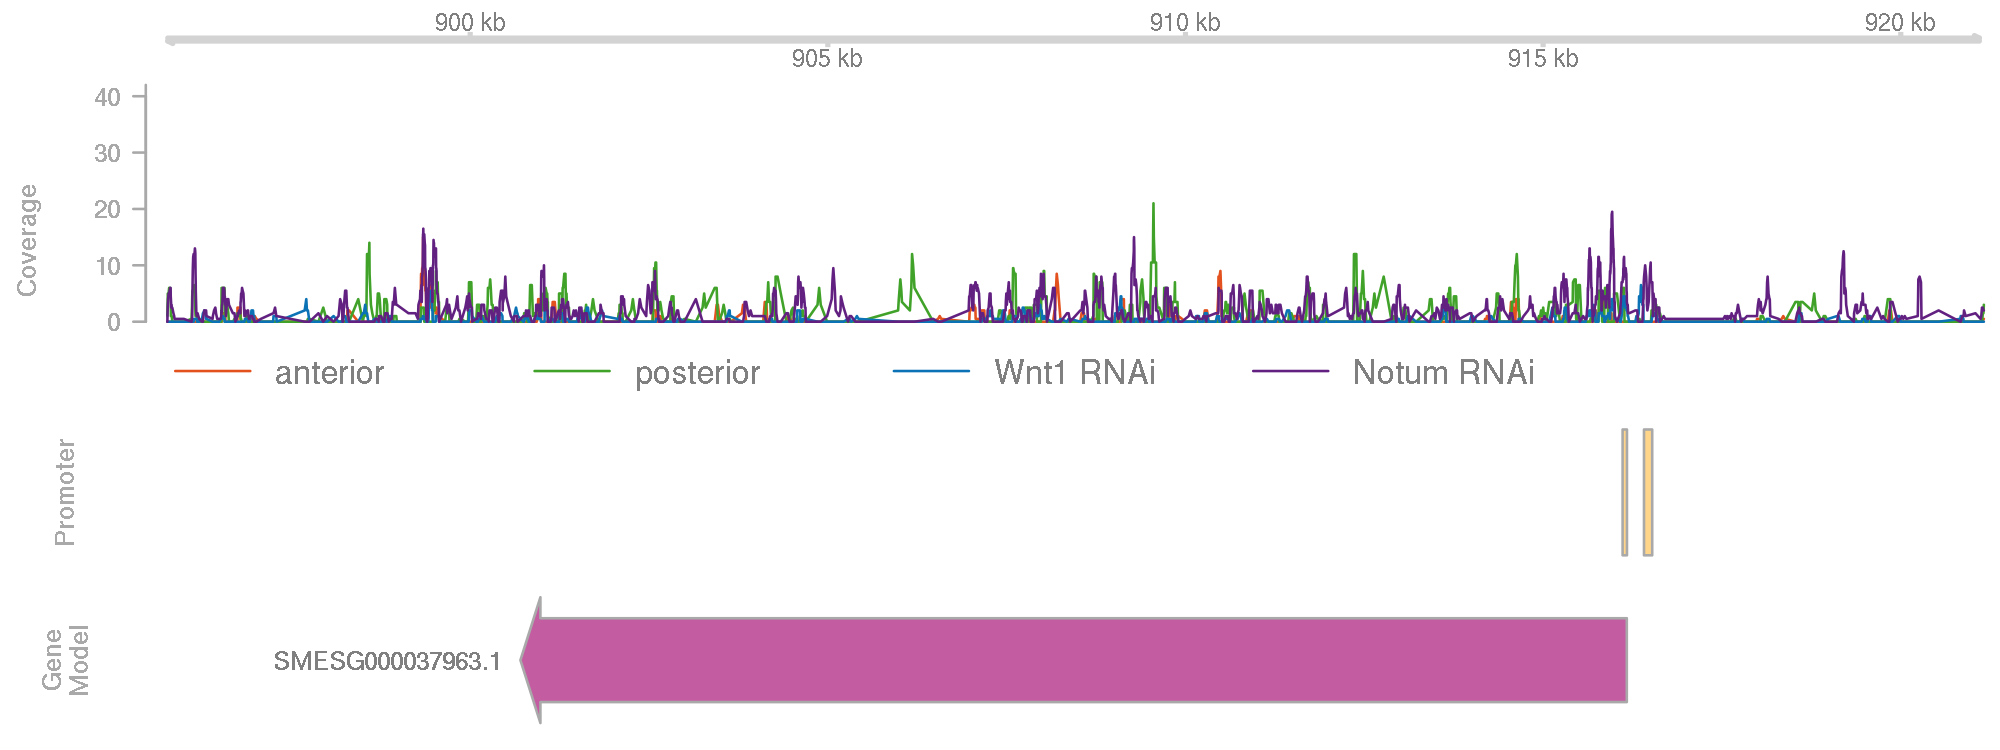 900 kb 910 kb 920 kb
905 kb 915 kb
Coverage
40
30
20
10
0
anterior posterior Wnt1 RNAi Notum RNAi
Promoter
Gene
Model
SMESG000037963.1